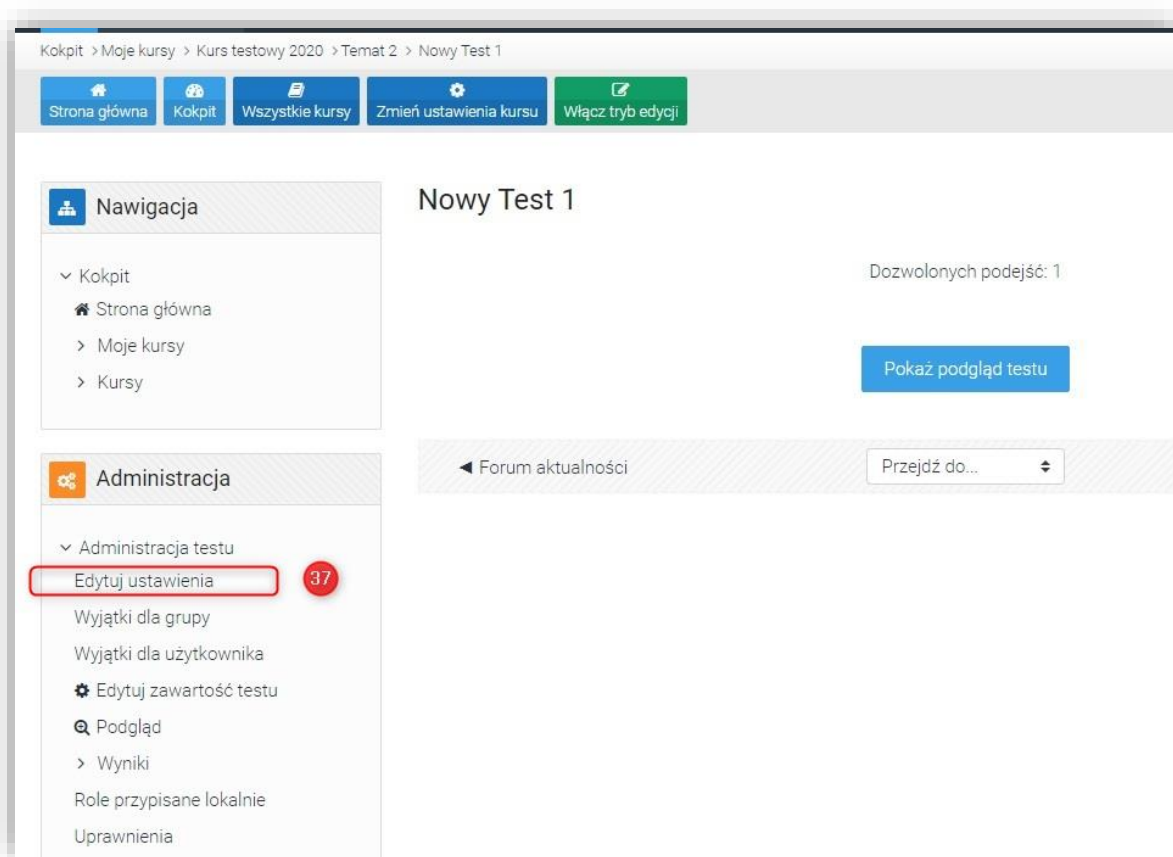 Kokpit > Moje kursy > Kurs testowy 2020 > Temat 2 > Nowy Test 1
Strona główna Kokpit Wszystkie kursy Zmień ustawienia kursu Włącz tryb edycji
Nawigacja
Kokpit
Strona główna
Moje kursy
Kursy
Nowy Test 1
Dozwolonych podejść: 1
Pokaż podgląd testu
Forum aktualności Przejdź do...
Administracja
Administracja testu
Edytuj ustawienia 37
Wyjątki dla grupy
Wyjątki dla użytkownika
Edytuj zawartość testu
Podgląd
Wyniki
Role przypisane lokalnie
Uprawnienia